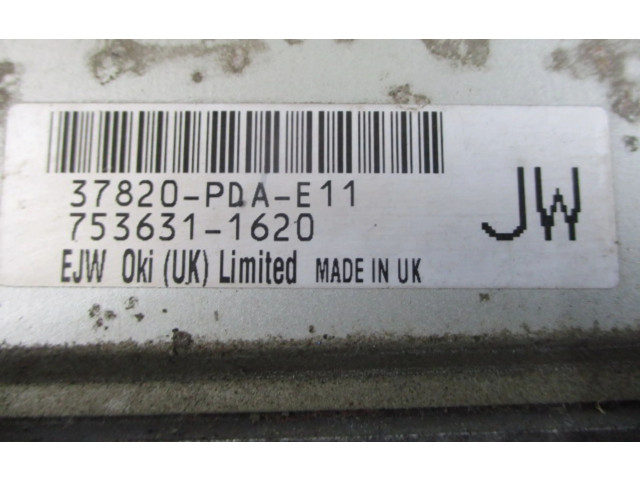 37820-PDA-E11
753631-1620
EJW Oki (UK) Limited MADE IN UK
JW